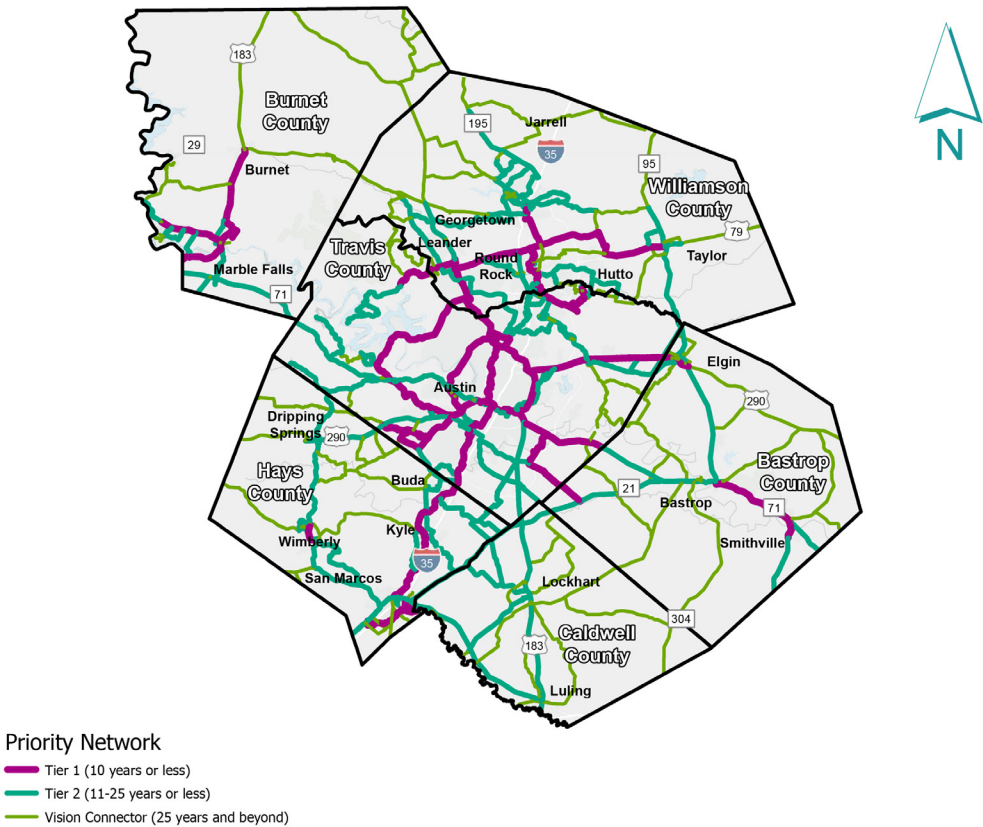 183
Burnet
County
195
Jarrell
29
35
95
Burnet
Williamson
County
Georgetown
79
Travis
County
Leander
Round
Rock
Taylor
Marble Falls
Hutto
71
Elgin
Austin
290
Dripping
Springs
290
Hays
County
Bastrop
County
Buda
21
Bastrop
71
Kyle
Wimberly
Smithville
35
San Marcos
Lockhart
304
183
Caldwell
County
Luling
N
Priority Network
Tier 1 (10 years or less)
Tier 2 (11-25 years or less)
Vision Connector (25 years and beyond)